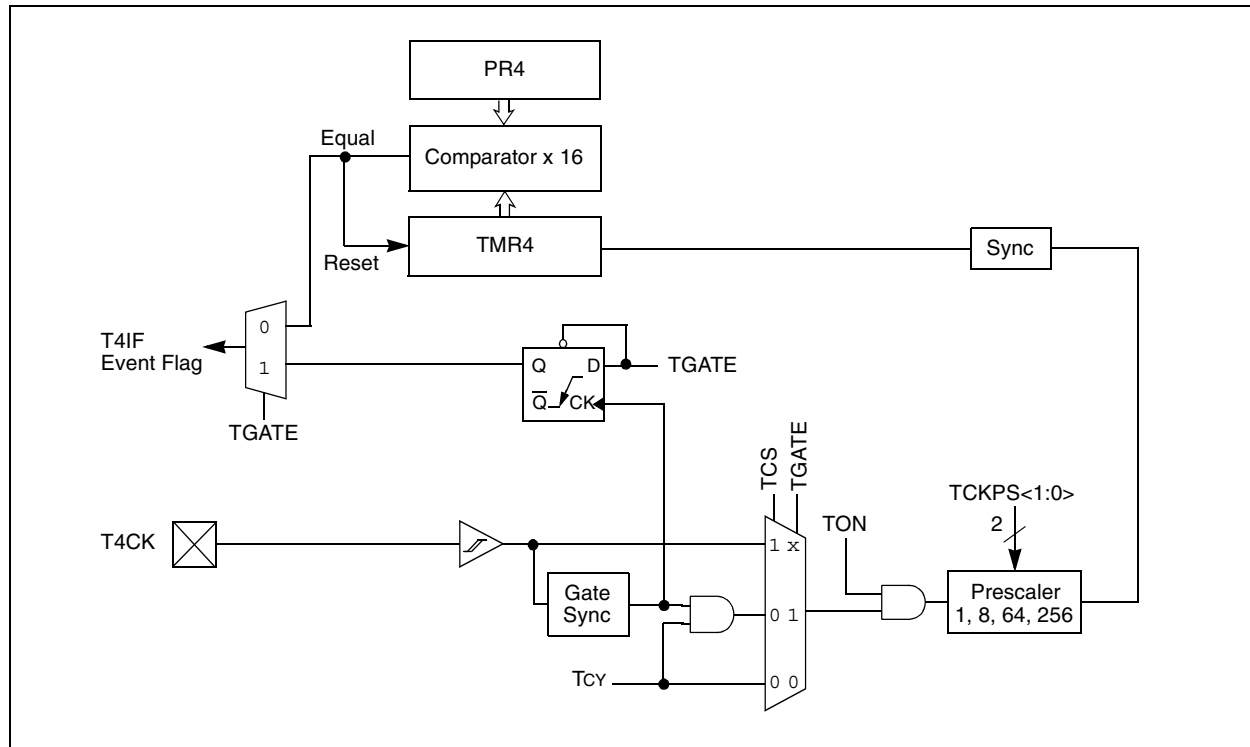 PR4
Equal
Comparator x 16
TMR4
Reset
Sync
T4IF
Event Flag
0
1
TGATE
Q
D
TGATE
Q̅
CK
TCS
TGATE
TCKPS<1:0>
2
TON
T4CK
1 x
Gate
Sync
0 1
Prescaler
1, 8, 64, 256
TCY
0 0